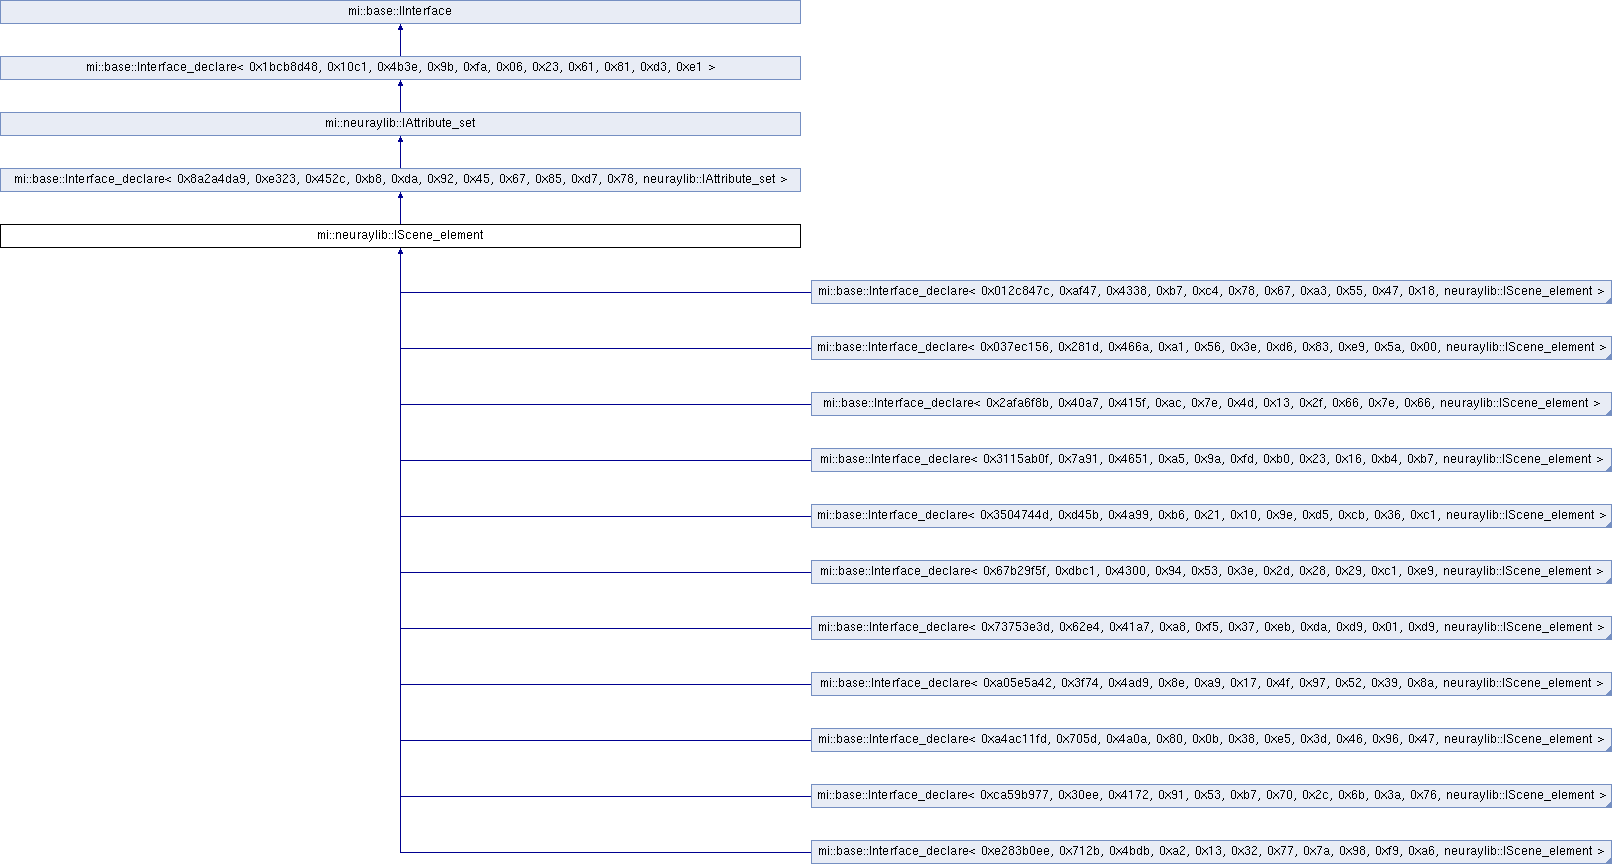 mi::base::IInterface
mi::base::Interface_declare< 0x1bcb8d48, 0x10c1, 0x4b3e, 0x9b, 0xfa, 0x06, 0x23, 0x61, 0x81, 0xd3, 0xe1 >
mi::neuraylib::IAttribute_set
mi::base::Interface_declare< 0x8a2a4da9, 0xe323, 0x452c, 0xb8, 0xda, 0x92, 0x45, 0x67, 0x85, 0xd7, 0x78, neuraylib::IAttribute_set >
mi::neuraylib::IScene_element
mi::base::Interface_declare< 0x012c847c, 0xaf47, 0x4338, 0xb7, 0xc4, 0x78, 0x67, 0xa3, 0x55, 0x47, 0x18, neuraylib::IScene_element >
mi::base::Interface_declare< 0x037ec156, 0x281d, 0x466a, 0xa1, 0x56, 0x3e, 0xd6, 0x83, 0xe9, 0x5a, 0x00, neuraylib::IScene_element >
mi::base::Interface_declare< 0x2afa6f8b, 0x40a7, 0x415f, 0xac, 0x7e, 0x4d, 0x13, 0x2f, 0x66, 0x7e, 0x66, neuraylib::IScene_element >
mi::base::Interface_declare< 0x3115ab0f, 0x7a91, 0x4651, 0xa5, 0x9a, 0xfd, 0xb0, 0x23, 0x16, 0xb4, 0xb7, neuraylib::IScene_element >
mi::base::Interface_declare< 0x3504744d, 0xd45b, 0x4a99, 0xb6, 0x21, 0x10, 0x9e, 0xd5, 0xcb, 0x36, 0xc1, neuraylib::IScene_element >
mi::base::Interface_declare< 0x67b29f5f, 0xdbc1, 0x4300, 0x94, 0x53, 0x3e, 0x2d, 0x28, 0x29, 0xc1, 0xe9, neuraylib::IScene_element >
mi::base::Interface_declare< 0x73753e3d, 0x62e4, 0x41a7, 0xa8, 0xf5, 0x37, 0xeb, 0xda, 0xd9, 0x01, 0xd9, neuraylib::IScene_element >
mi::base::Interface_declare< 0xa05e5a42, 0x3f74, 0x4ad9, 0x8e, 0xa9, 0x17, 0x4f, 0x97, 0x52, 0x39, 0x8a, neuraylib::IScene_element >
mi::base::Interface_declare< 0xa4ac11fd, 0x705d, 0x4a0a, 0x80, 0x0b, 0x38, 0xe5, 0x3d, 0x46, 0x96, 0x47, neuraylib::IScene_element >
mi::base::Interface_declare< 0xca59b977, 0x30ee, 0x4172, 0x91, 0x53, 0xb7, 0x70, 0x2c, 0x6b, 0x3a, 0x76, neuraylib::IScene_element >
mi::base::Interface_declare< 0xe283b0ee, 0x712b, 0x4bdb, 0xa2, 0x13, 0x32, 0x77, 0x7a, 0x98, 0xf9, 0xa6, neuraylib::IScene_element >